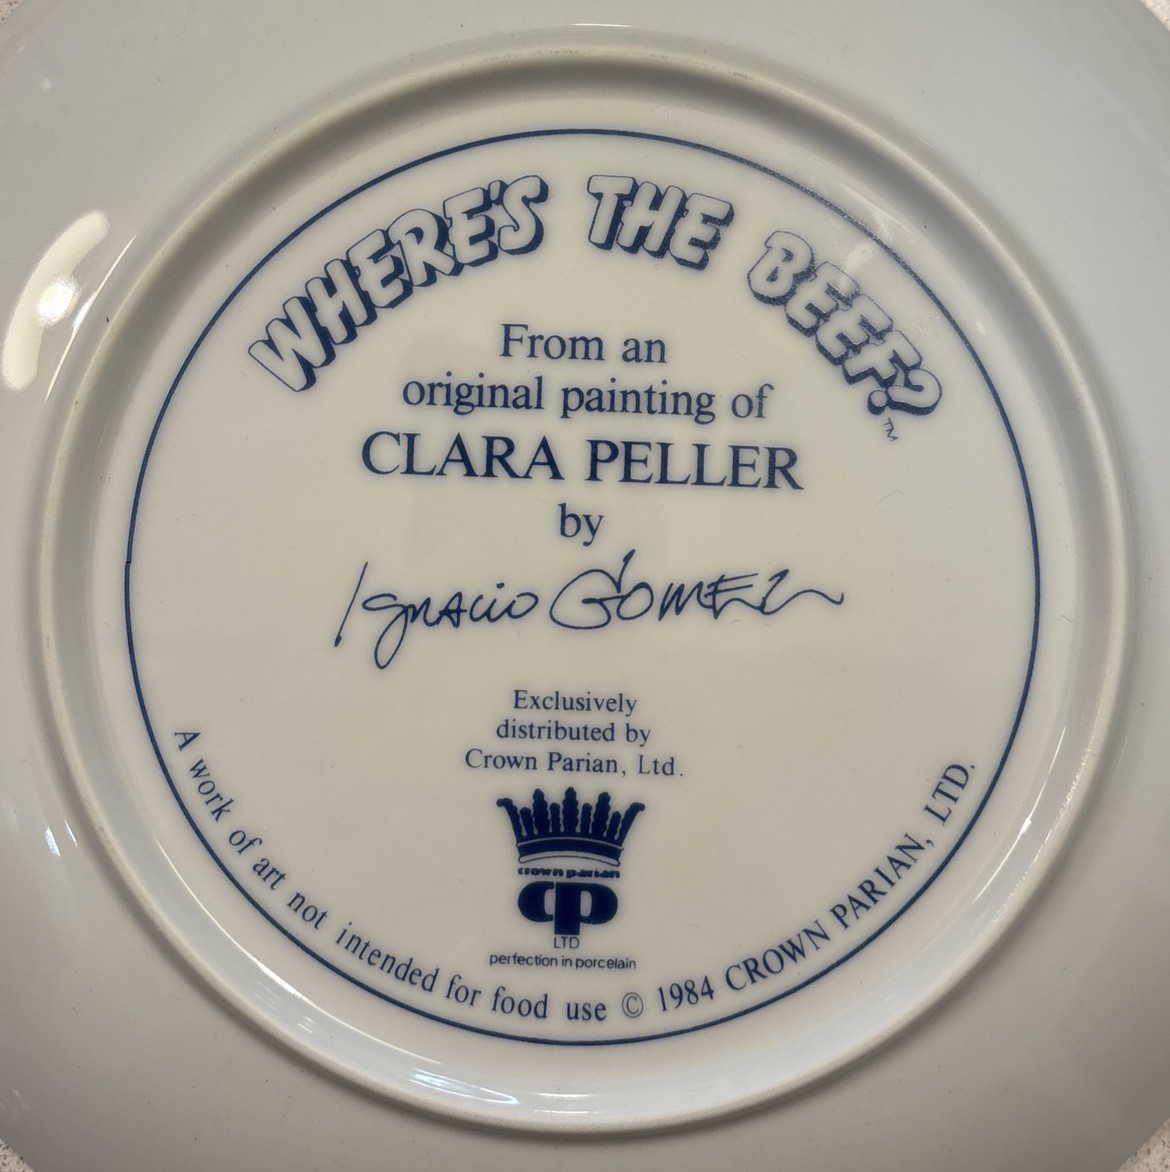 WHERE'S THE BEEF?™
From an
original painting of
CLARA PELLER
by
Ignacio Gomez
Exclusively
distributed by
Crown Parian, Ltd.
crown parian
cp
LTD
perfection in porcelain
A work of art not intended for food use © 1984 CROWN PARIAN, LTD.